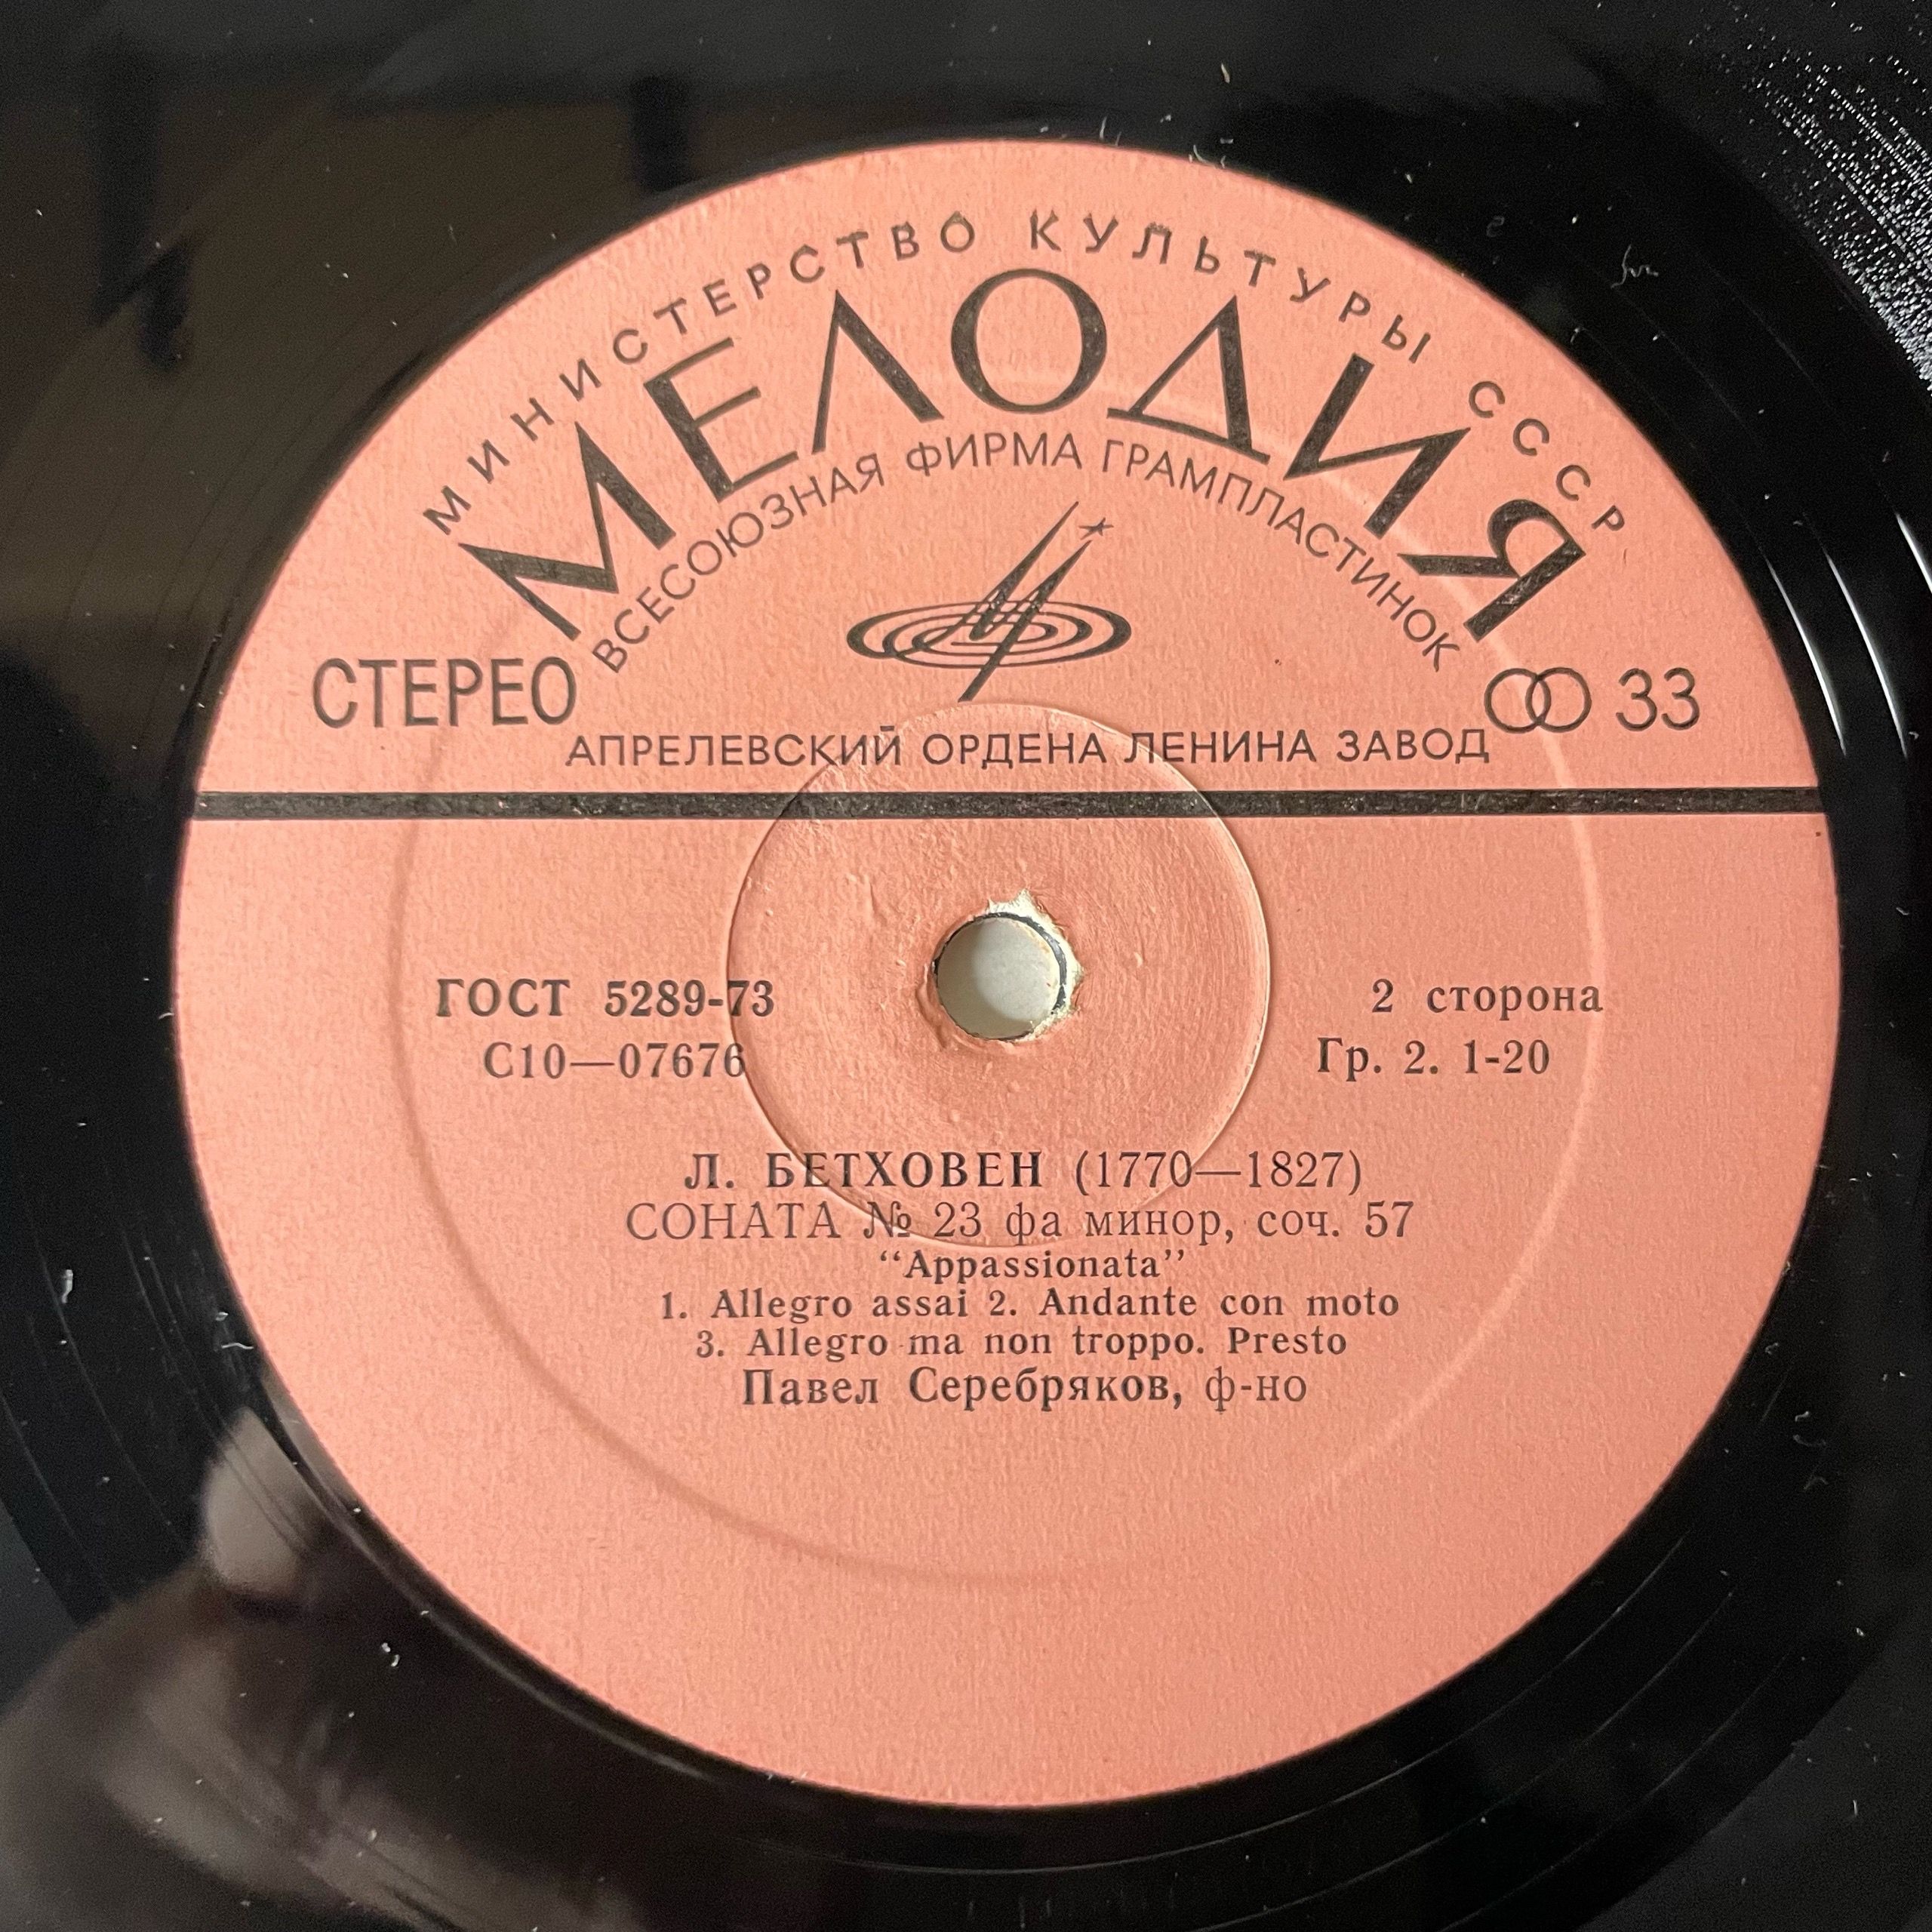 МИНИСТЕРСТВО КУЛЬТУРЫ СССР
МЕЛОДИЯ
ВСЕСОЮЗНАЯ ФИРМА ГРАМПЛАСТИНОК
СТЕРЕО
33
АПРЕЛЕВСКИЙ ОРДЕНА ЛЕНИНА ЗАВОД
ГОСТ 5289-73
2 сторона
С10—07676
Гр. 2. 1-20
Л. БЕТХОВЕН (1770—1827)
СОНАТА № 23 фа минор, соч. 57
“Appassionata”
1. Allegro assai 2. Andante con moto
3. Allegro ma non troppo. Presto
Павел Серебряков, ф-но